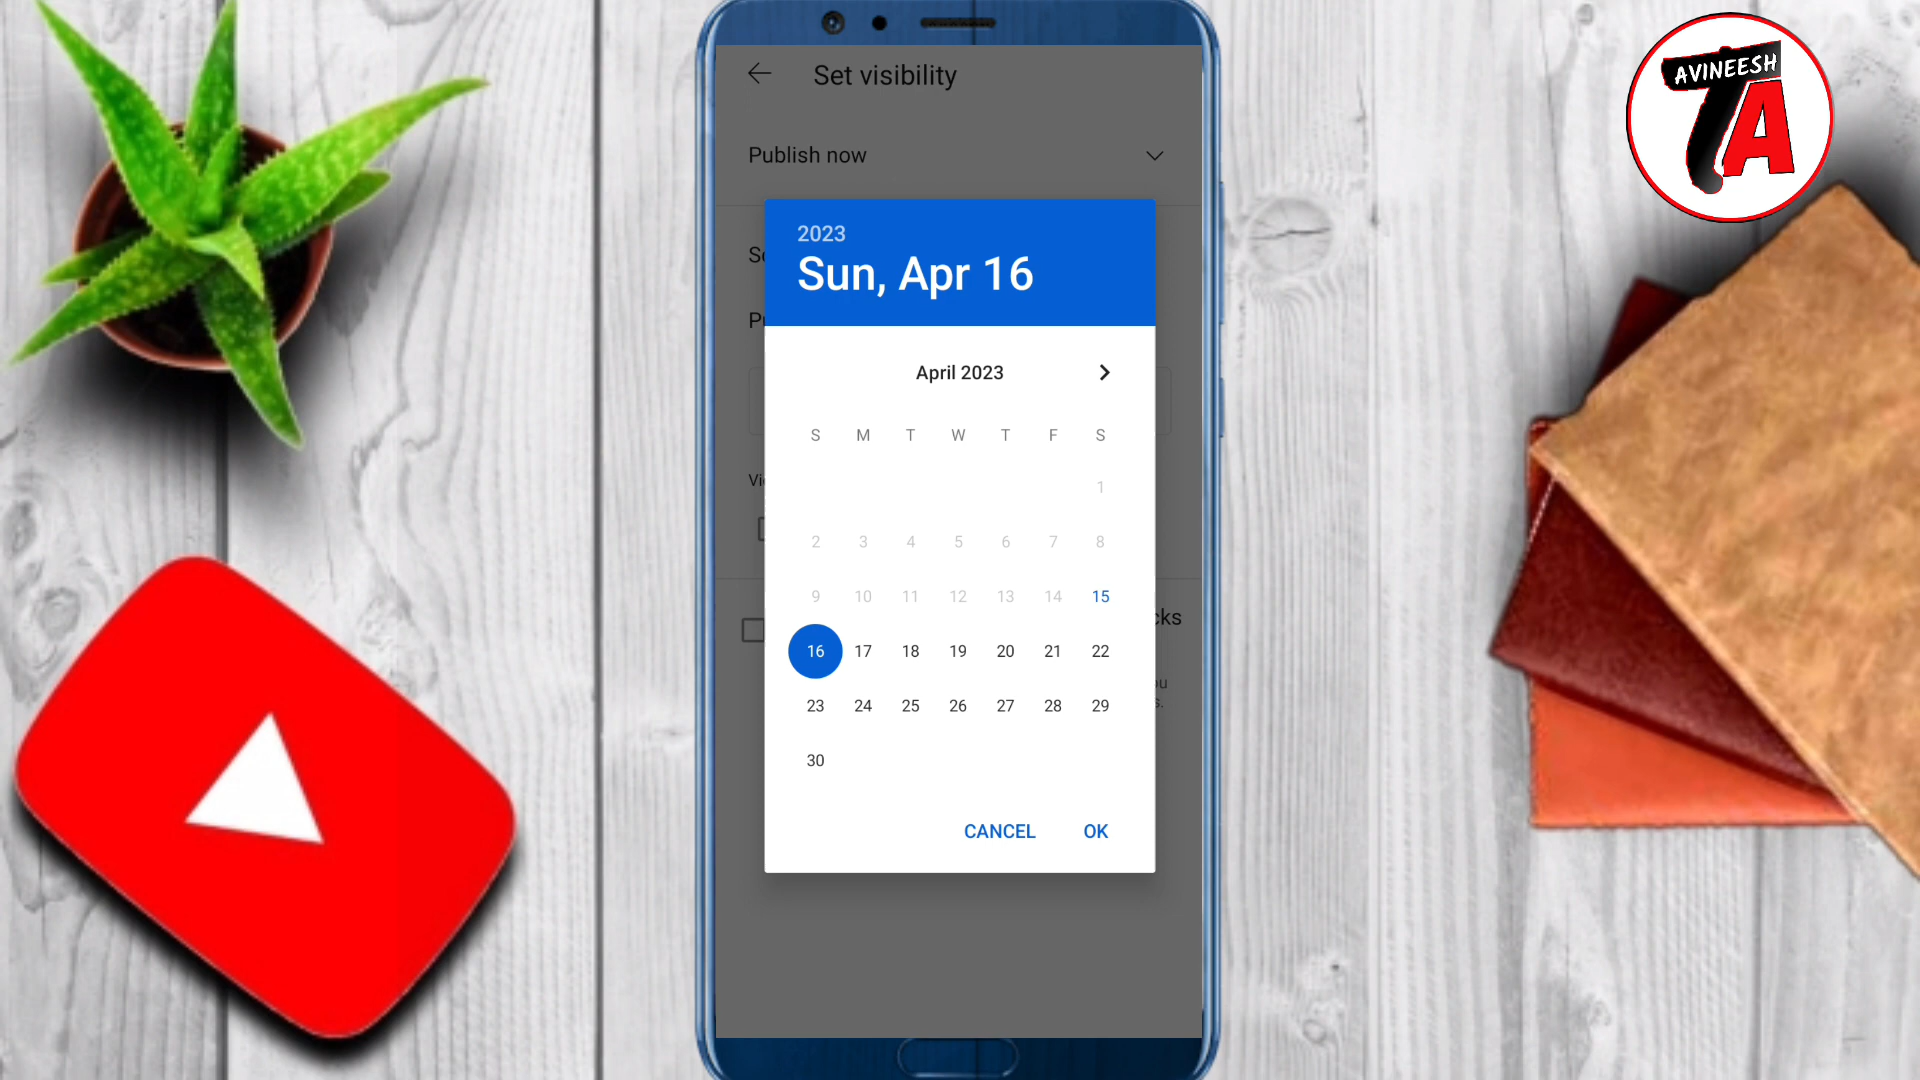 AVINEESH
TA
Set visibility
Publish now
2023
Sun, Apr 16
April 2023
S M T W T F S
1
2 3 4 5 6 7 8
9 10 11 12 13 14 15
16 17 18 19 20 21 22
23 24 25 26 27 28 29
30
CANCEL OK